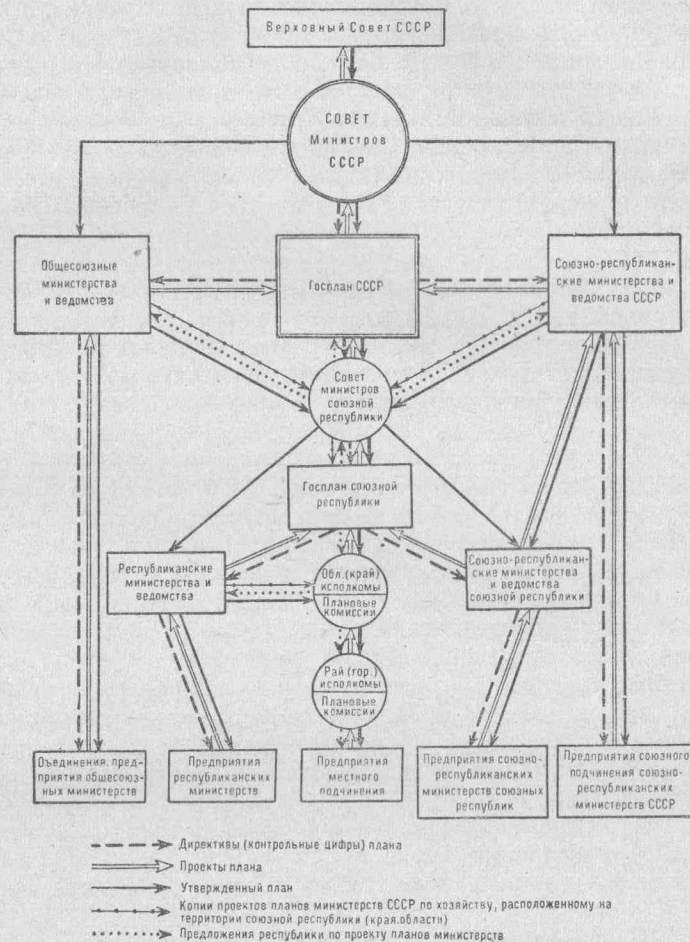 Верховный Совет СССР
СОВЕТ
Министров
СССР
Общесоюзные
министерства
и ведомства
Госплан СССР
Союзно-республикан-
ские министерства и
ведомства СССР
Совет
министров
союзной
республики
Госплан союзной
республики
Республиканские
министерства и
ведомства
Обл.(край)
исполкомы
Плановые
комиссии
Союзно-республикан-
ские министерства
и ведомства
союзной республики
Рай(гор.)
исполкомы
Плановые
комиссии
Объединения, пред-
приятия общесоюз-
ных министерств
Предприятия
республиканских
министерств
Предприятия
местного
подчинения
Предприятия союзно-
республиканских
министерств союзных
республик
Предприятия союзного
подчинения союзно-
республиканских
министерств СССР
Директивы (контрольные цифры) плана
Проекты плана
Утвержденный план
Копии проектов планов министерств СССР по хозяйству, расположенному на
территории союзной республики (края, области)
Предложения республики по проекту планов министерств